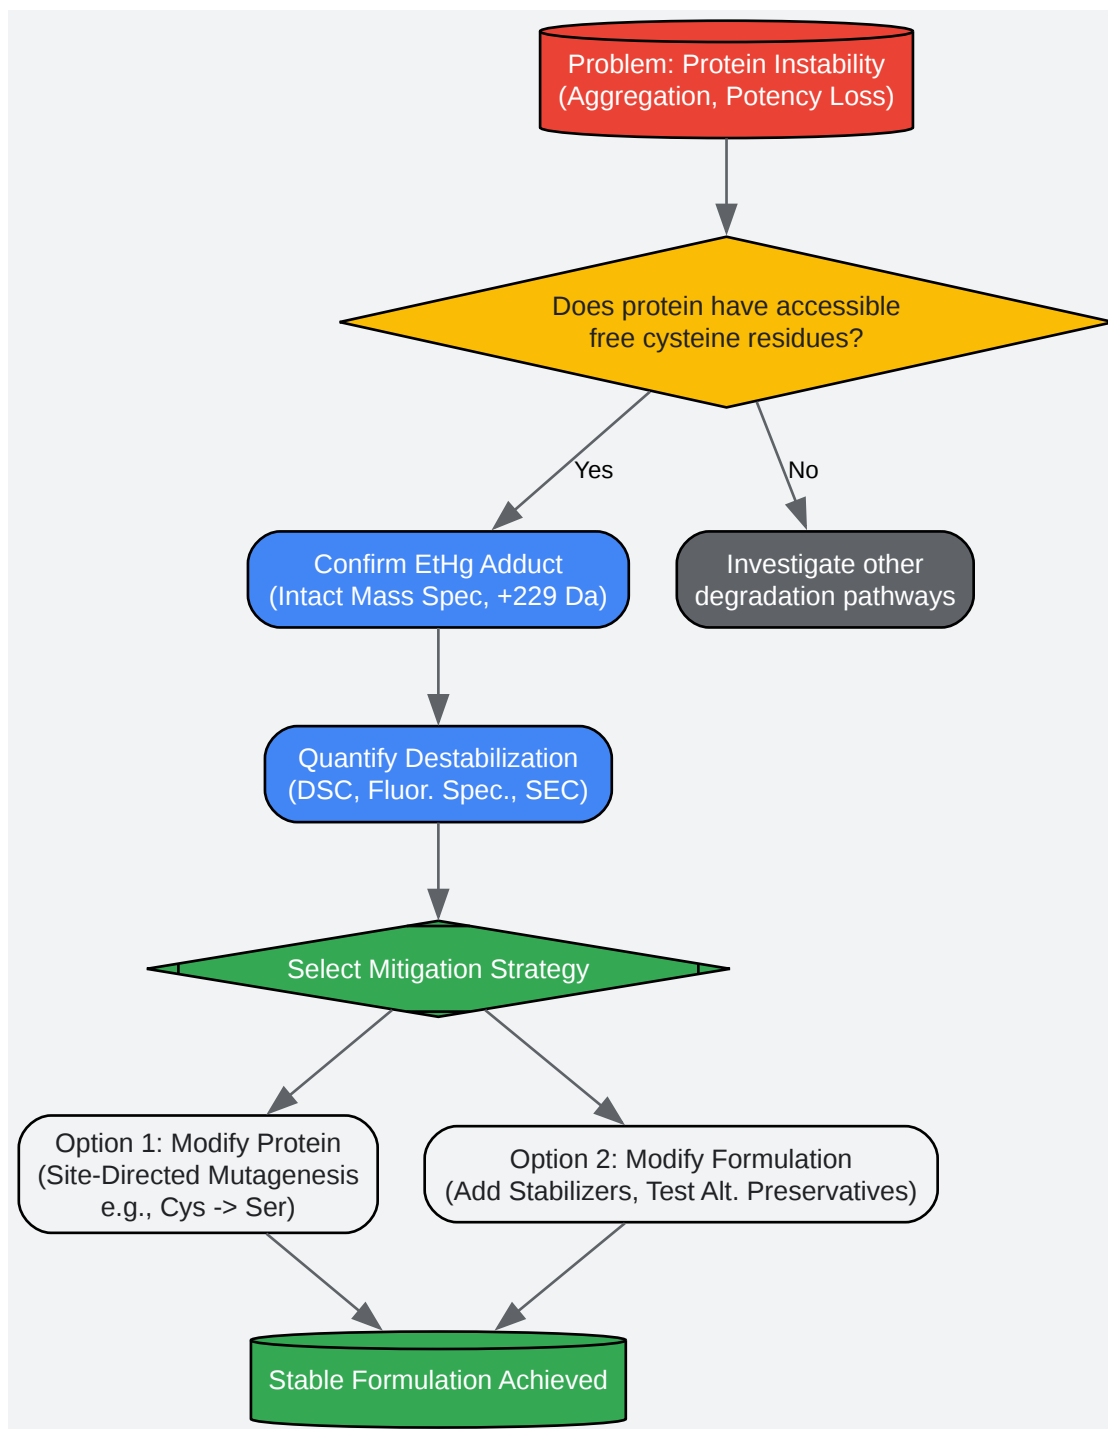 Problem: Protein Instability
(Aggregation, Potency Loss)
Does protein have accessible
free cysteine residues?
Yes
No
Confirm EtHg Adduct
(Intact Mass Spec, +229 Da)
Investigate other
degradation pathways
Quantify Destabilization
(DSC, Fluor. Spec., SEC)
Select Mitigation Strategy
Option 1: Modify Protein
(Site-Directed Mutagenesis
e.g., Cys -> Ser)
Option 2: Modify Formulation
(Add Stabilizers, Test Alt. Preservatives)
Stable Formulation Achieved